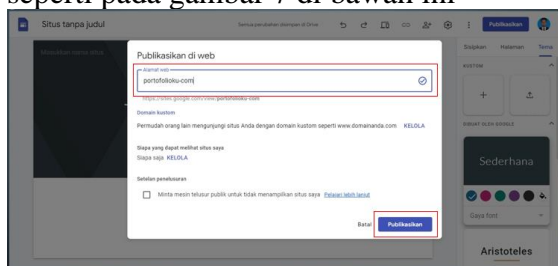 seperti pada gambar 7 di bawah ini
Situs tanpa judul
Semua perubahan disimpan di Drive
Publikasikan
Masukkan nama situs
Sisipkan Halaman Tema
Publikasikan di web
Alamat web
portofolioku-com
https://sites.google.com/view/portofolioku-com
Domain kustom
Permudah orang lain mengunjungi situs Anda dengan domain kustom seperti www.domainanda.com KELOLA
Siapa yang dapat melihat situs saya
Siapa saja KELOLA
Setelan penelusuran
Minta mesin telusur publik untuk tidak menampilkan situs saya Pelajari lebih lanjut
Batal Publikasikan
KUSTOM
DIBUAT OLEH GOOGLE
Sederhana
Gaya font
Aristoteles